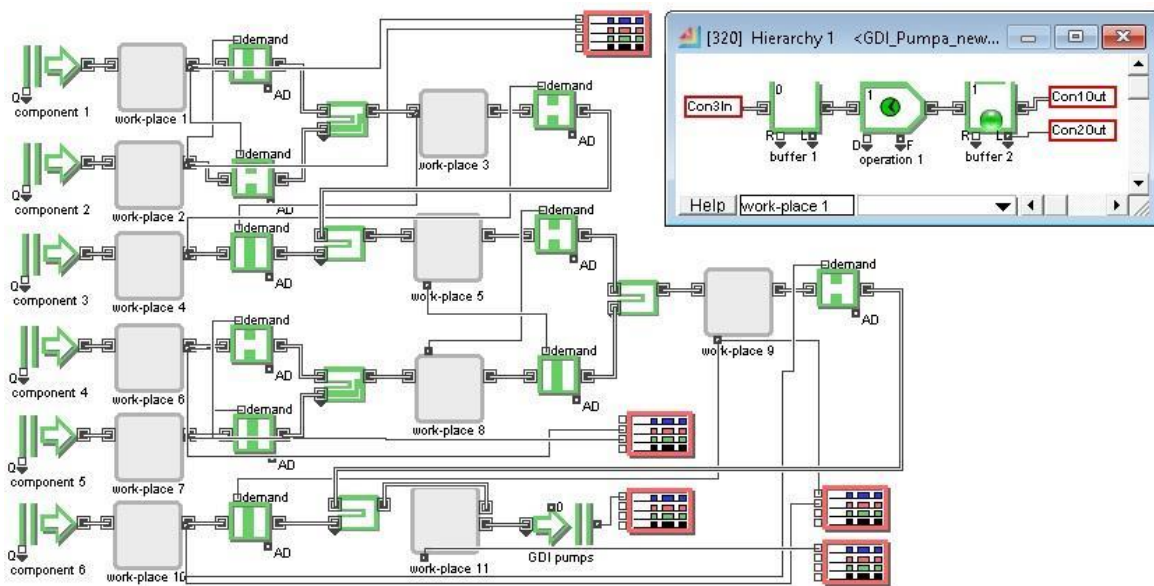 component 1
Q
work-place 1
demand
AD
component 2
Q
work-place 2
demand
AD
work-place 3
demand
AD
component 3
Q
work-place 4
demand
AD
work-place 5
demand
AD
component 4
Q
work-place 6
demand
AD
work-place 8
demand
AD
component 5
Q
work-place 7
demand
AD
work-place 9
demand
AD
component 6
Q
work-place 10
demand
AD
work-place 11
0
GDI pumps
[320] Hierarchy 1 <GDI_Pumpa_new...
Con3In
0
R L
buffer 1
1
D F
operation 1
1
R L
buffer 2
Con1Out
Con2Out
Help work-place 1